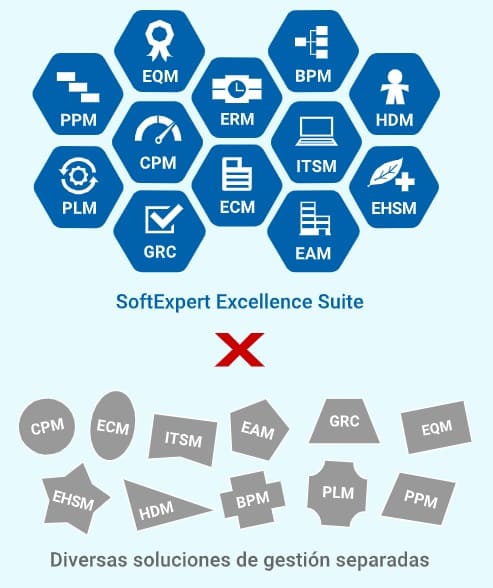 EQM
BPM
PPM
ERM
HDM
CPM
ITSM
PLM
ECM
EHSM
GRC
EAM
SoftExpert Excellence Suite
CPM
ECM
ITSM
EAM
GRC
EQM
EHSM
HDM
BPM
PLM
PPM
Diversas soluciones de gestión separadas